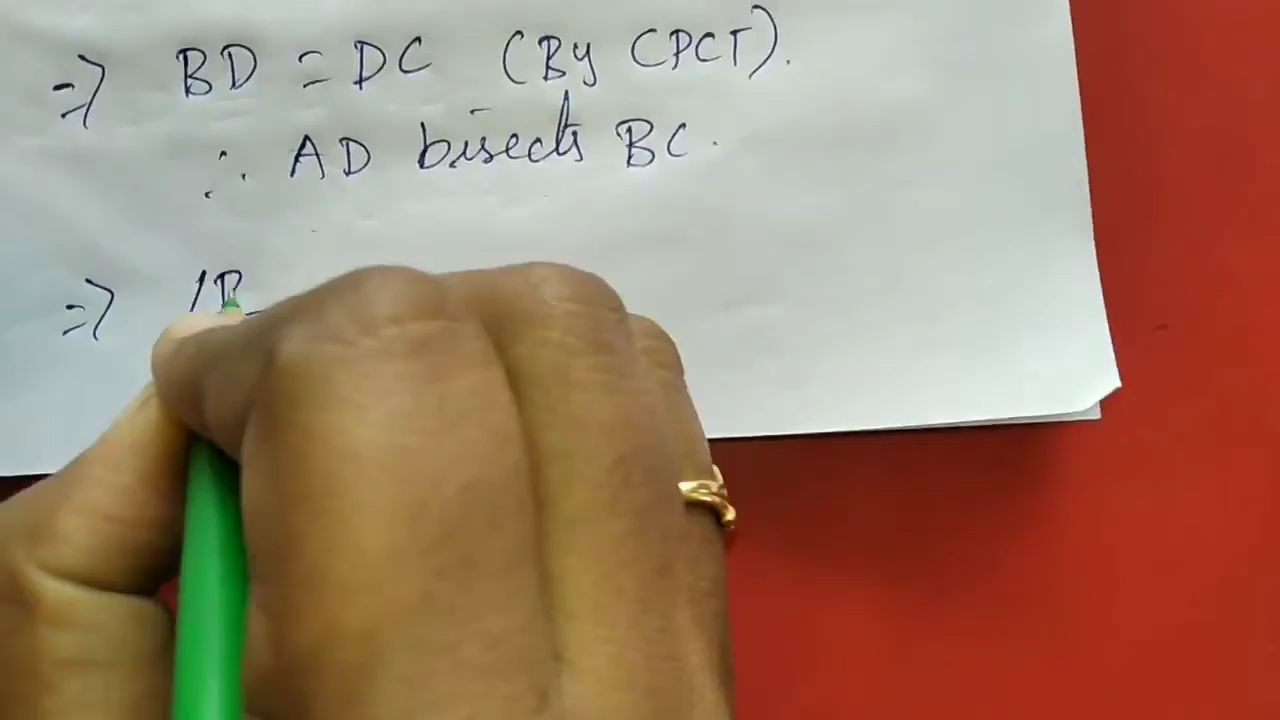 => BD = DC (By CPCT).
∴ AD bisects BC.
=>